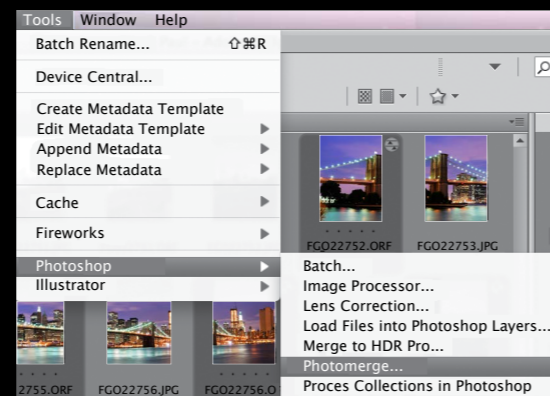 Tools Window Help
Batch Rename... ⇧⌘R
Device Central...
Create Metadata Template
Edit Metadata Template
Append Metadata
Replace Metadata
Cache
Fireworks
Photoshop
Illustrator
FGO22752.ORF FGO22753.JPG
Batch...
Image Processor...
Lens Correction...
Load Files into Photoshop Layers...
Merge to HDR Pro...
Photomerge...
Proces Collections in Photoshop
2755.ORF FGO22756.JPG FGO22756.O